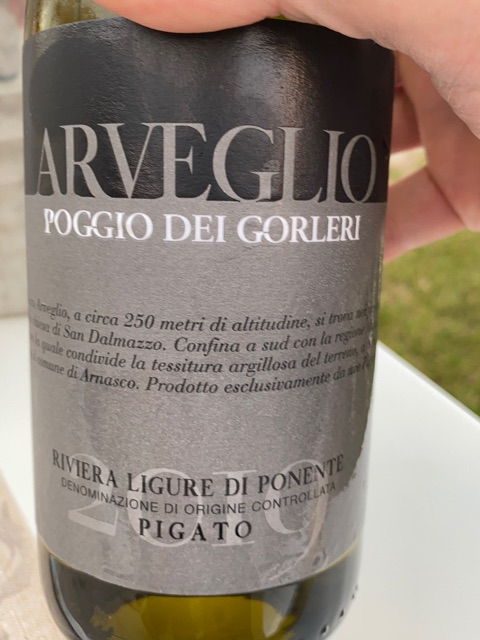 ARVEGLIO
POGGIO DEI GORLERI
Arveglio, a circa 250 metri di altitudine, si trova
di San Dalmazzo. Confina a sud con la regione
la quale condivide la tessitura argillosa del terreno,
comune di Arnasco. Prodotto esclusivamente da
RIVIERA LIGURE DI PONENTE
DENOMINAZIONE DI ORIGINE CONTROLLATA
2010
PIGATO